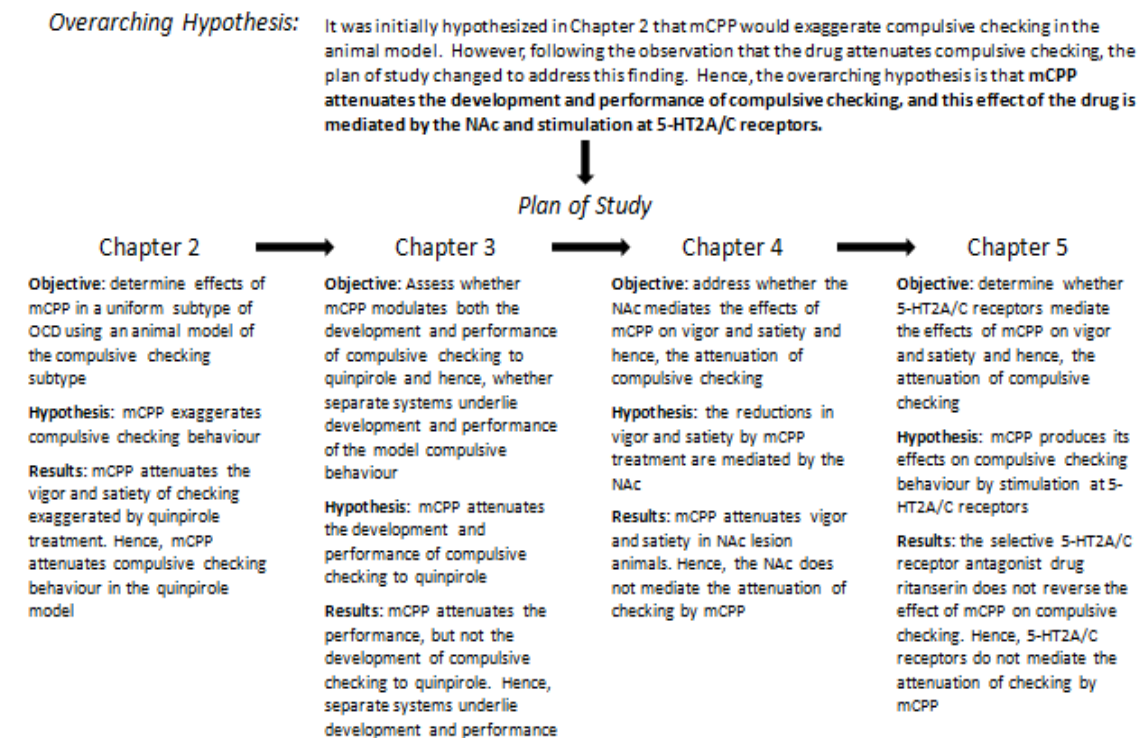 Overarching Hypothesis:
It was initially hypothesized in Chapter 2 that mCPP would exaggerate compulsive checking in the
animal model. However, following the observation that the drug attenuates compulsive checking, the
plan of study changed to address this finding. Hence, the overarching hypothesis is that mCPP
attenuates the development and performance of compulsive checking, and this effect of the drug is
mediated by the NAc and stimulation at 5-HT2A/C receptors.
Plan of Study
Chapter 2
Objective: determine effects of
mCPP in a uniform subtype of
OCD using an animal model of
the compulsive checking
subtype
Hypothesis: mCPP exaggerates
compulsive checking behaviour
Results: mCPP attenuates the
vigor and satiety of checking
exaggerated by quinpirole
treatment. Hence, mCPP
attenuates compulsive checking
behaviour in the quinpirole
model
Chapter 3
Objective: Assess whether
mCPP modulates both the
development and performance
of compulsive checking to
quinpirole and hence, whether
separate systems underlie
development and performance
of the model compulsive
behaviour
Hypothesis: mCPP attenuates
the development and
performance of compulsive
checking to quinpirole
Results: mCPP attenuates the
performance, but not the
development of compulsive
checking to quinpirole. Hence,
separate systems underlie
development and performance
Chapter 4
Objective: address whether the
NAc mediates the effects of
mCPP on vigor and satiety and
hence, the attenuation of
compulsive checking
Hypothesis: the reductions in
vigor and satiety by mCPP
treatment are mediated by the
NAc
Results: mCPP attenuates vigor
and satiety in NAc lesion
animals. Hence, the NAc does
not mediate the attenuation of
checking by mCPP
Chapter 5
Objective: determine whether
5-HT2A/C receptors mediate
the effects of mCPP on vigor
and satiety and hence, the
attenuation of compulsive
checking
Hypothesis: mCPP produces its
effects on compulsive checking
behaviour by stimulation at 5-
HT2A/C receptors
Results: the selective 5-HT2A/C
receptor antagonist drug
ritanserin does not reverse the
effect of mCPP on compulsive
checking. Hence, 5-HT2A/C
receptors do not mediate the
attenuation of checking by
mCPP